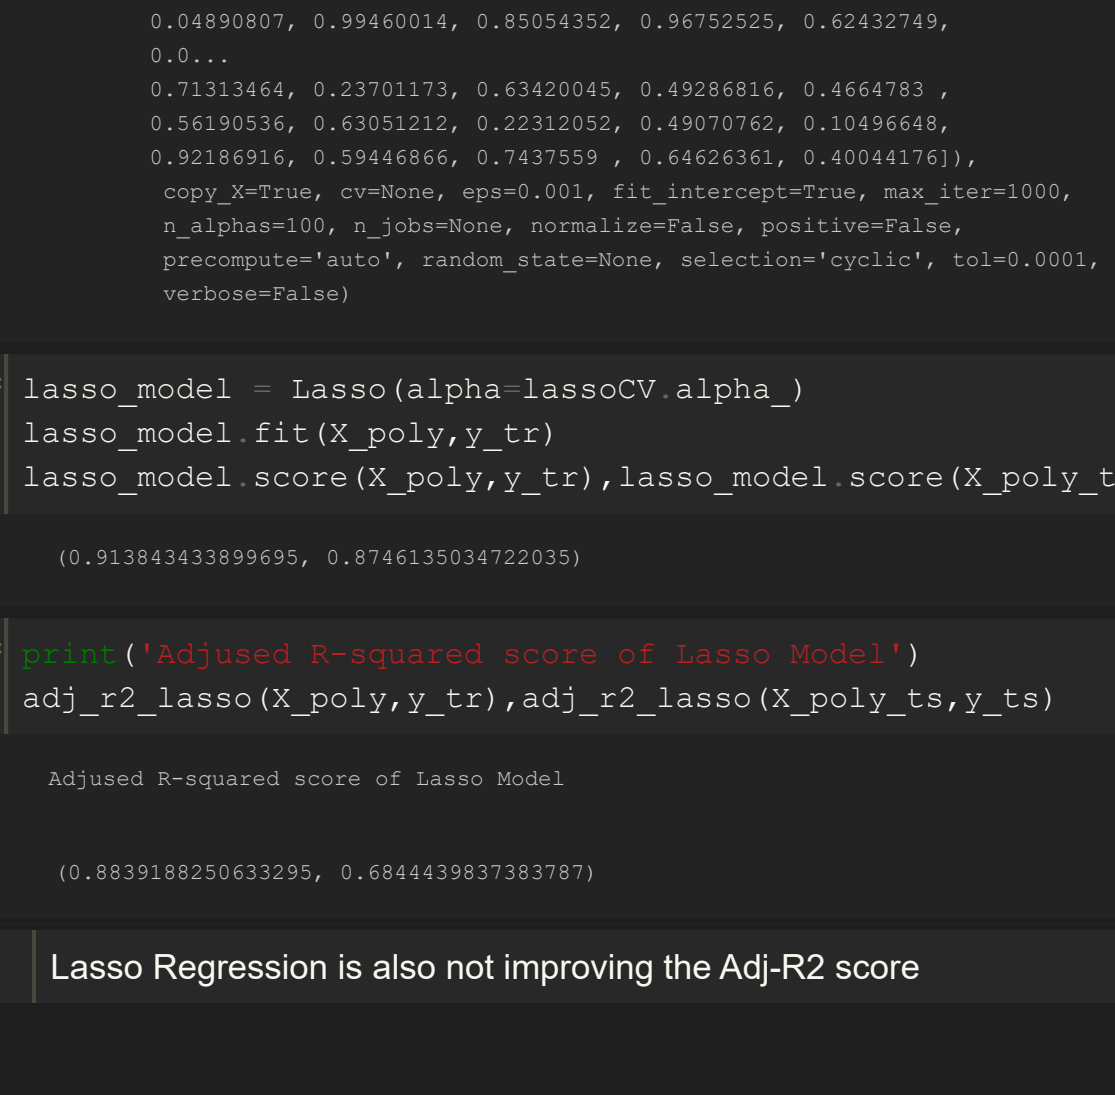 0.04890807, 0.99460014, 0.85054352, 0.96752525, 0.62432749,
0.0...
0.71313464, 0.23701173, 0.63420045, 0.49286816, 0.4664783 ,
0.56190536, 0.63051212, 0.22312052, 0.49070762, 0.10496648,
0.92186916, 0.59446866, 0.7437559 , 0.64626361, 0.40044176]),
copy_X=True, cv=None, eps=0.001, fit_intercept=True, max_iter=1000,
n_alphas=100, n_jobs=None, normalize=False, positive=False,
precompute='auto', random_state=None, selection='cyclic', tol=0.0001,
verbose=False)
lasso_model = Lasso(alpha=lassoCV.alpha_)
lasso_model.fit(X_poly,y_tr)
lasso_model.score(X_poly,y_tr),lasso_model.score(X_poly_t
(0.913843433899695, 0.8746135034722035)
print('Adjused R-squared score of Lasso Model')
adj_r2_lasso(X_poly,y_tr),adj_r2_lasso(X_poly_ts,y_ts)
Adjused R-squared score of Lasso Model
(0.8839188250633295, 0.6844439837383787)
Lasso Regression is also not improving the Adj-R2 score